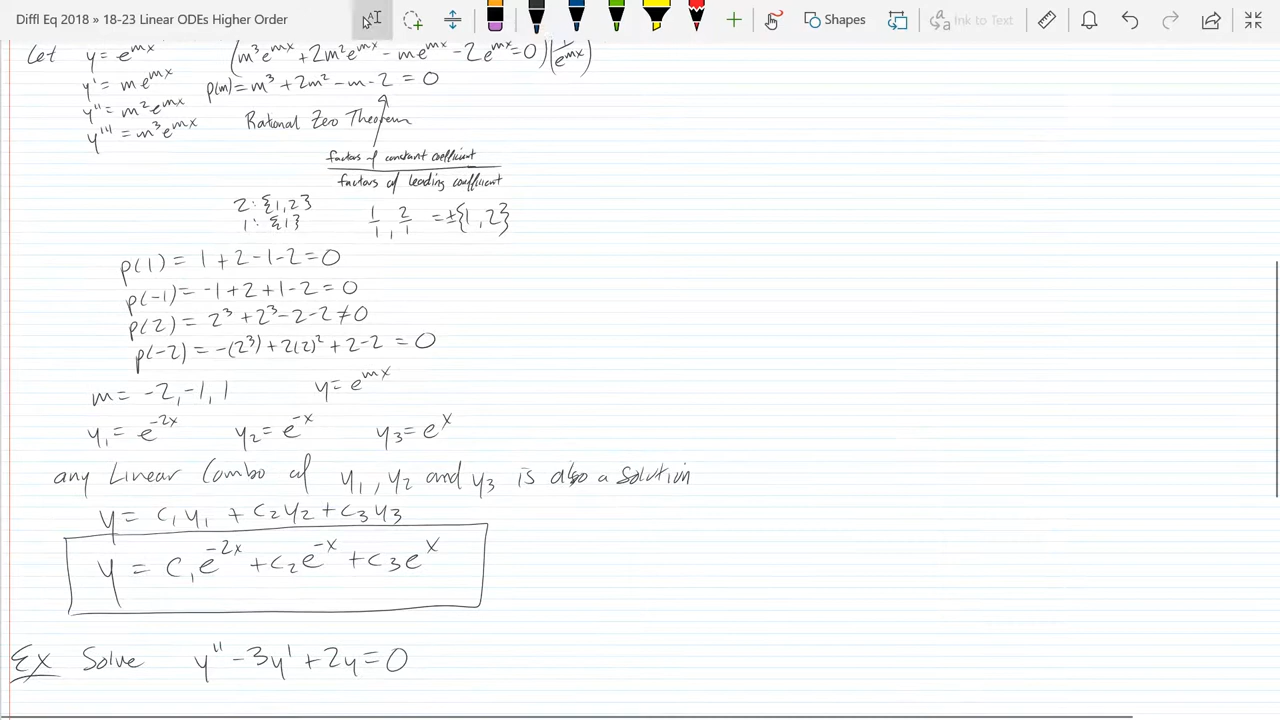 Diffl Eq 2018 » 18-23 Linear ODEs Higher Order
Shapes
Ink to Text
Let y = e^{mx} (m³e^{mx} + 2m²e^{mx} - me^{mx} - 2e^{mx} = 0)(1/e^{mx})
y' = me^{mx} p(m) = m³ + 2m² - m - 2 = 0
y'' = m²e^{mx}
y''' = m³e^{mx} Rational Zero Theorem
factors of constant coefficient
factors of leading coefficient
2: {1,2} 1/1, 2/1 = ±{1, 2}
1: {1}
p(1) = 1 + 2 - 1 - 2 = 0
p(-1) = -1 + 2 + 1 - 2 = 0
p(2) = 2³ + 2³ - 2 - 2 ≠ 0
p(-2) = -(2³) + 2(2)² + 2 - 2 = 0
m = -2, -1, 1 y = e^{mx}
y₁ = e^{-2x} y₂ = e^{-x} y₃ = e^{x}
any Linear Combo of y₁, y₂ and y₃ is also a solution
y = c₁y₁ + c₂y₂ + c₃y₃
y = c₁e^{-2x} + c₂e^{-x} + c₃e^{x}
Ex Solve y'' - 3y' + 2y = 0